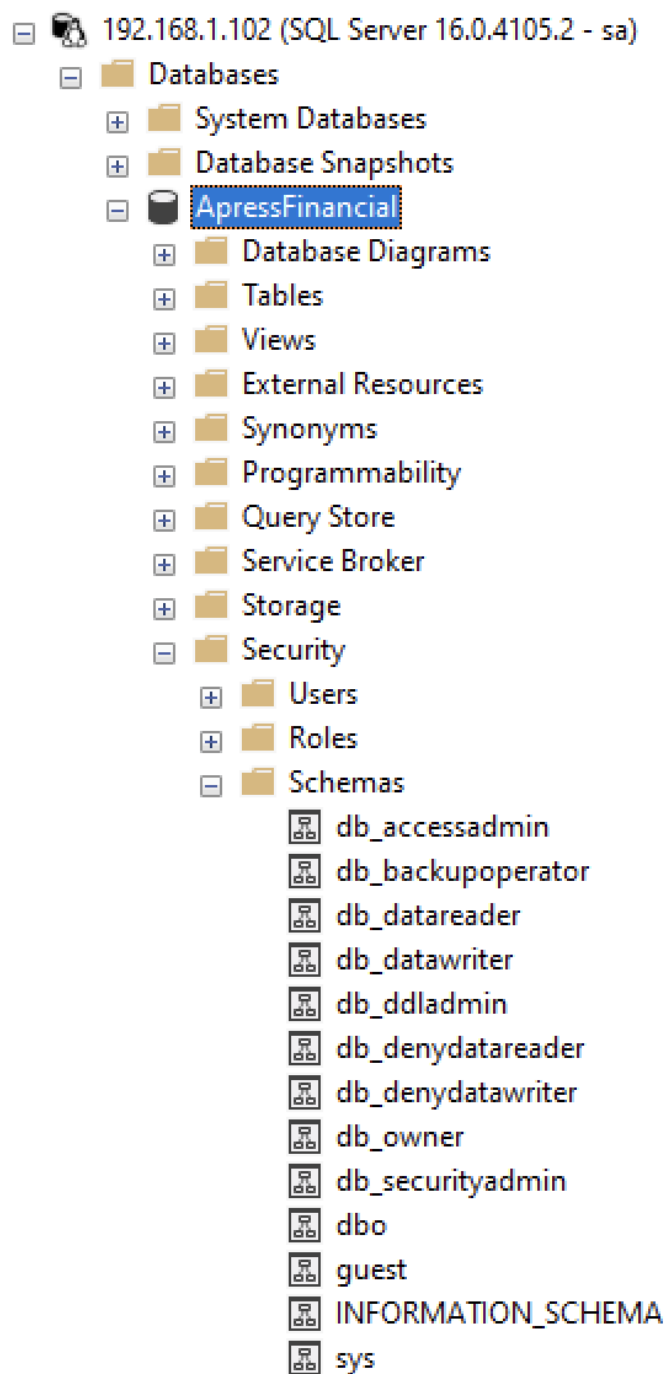 192.168.1.102 (SQL Server 16.0.4105.2 - sa)
Databases
System Databases
Database Snapshots
ApressFinancial
Database Diagrams
Tables
Views
External Resources
Synonyms
Programmability
Query Store
Service Broker
Storage
Security
Users
Roles
Schemas
db_accessadmin
db_backupoperator
db_datareader
db_datawriter
db_ddladmin
db_denydatareader
db_denydatawriter
db_owner
db_securityadmin
dbo
guest
INFORMATION_SCHEMA
sys